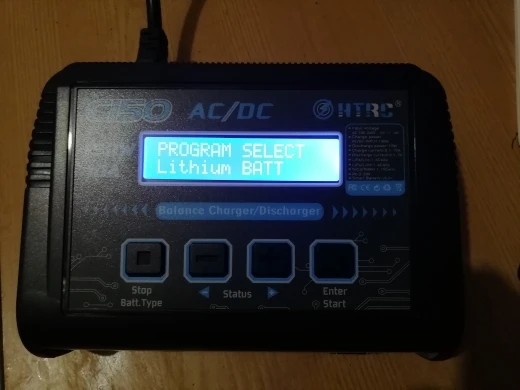 C150 AC/DC
HTRC®
PROGRAM SELECT
Lithium BATT
Balance Charger/Discharger
Stop
Batt.Type
Status
Enter
Start